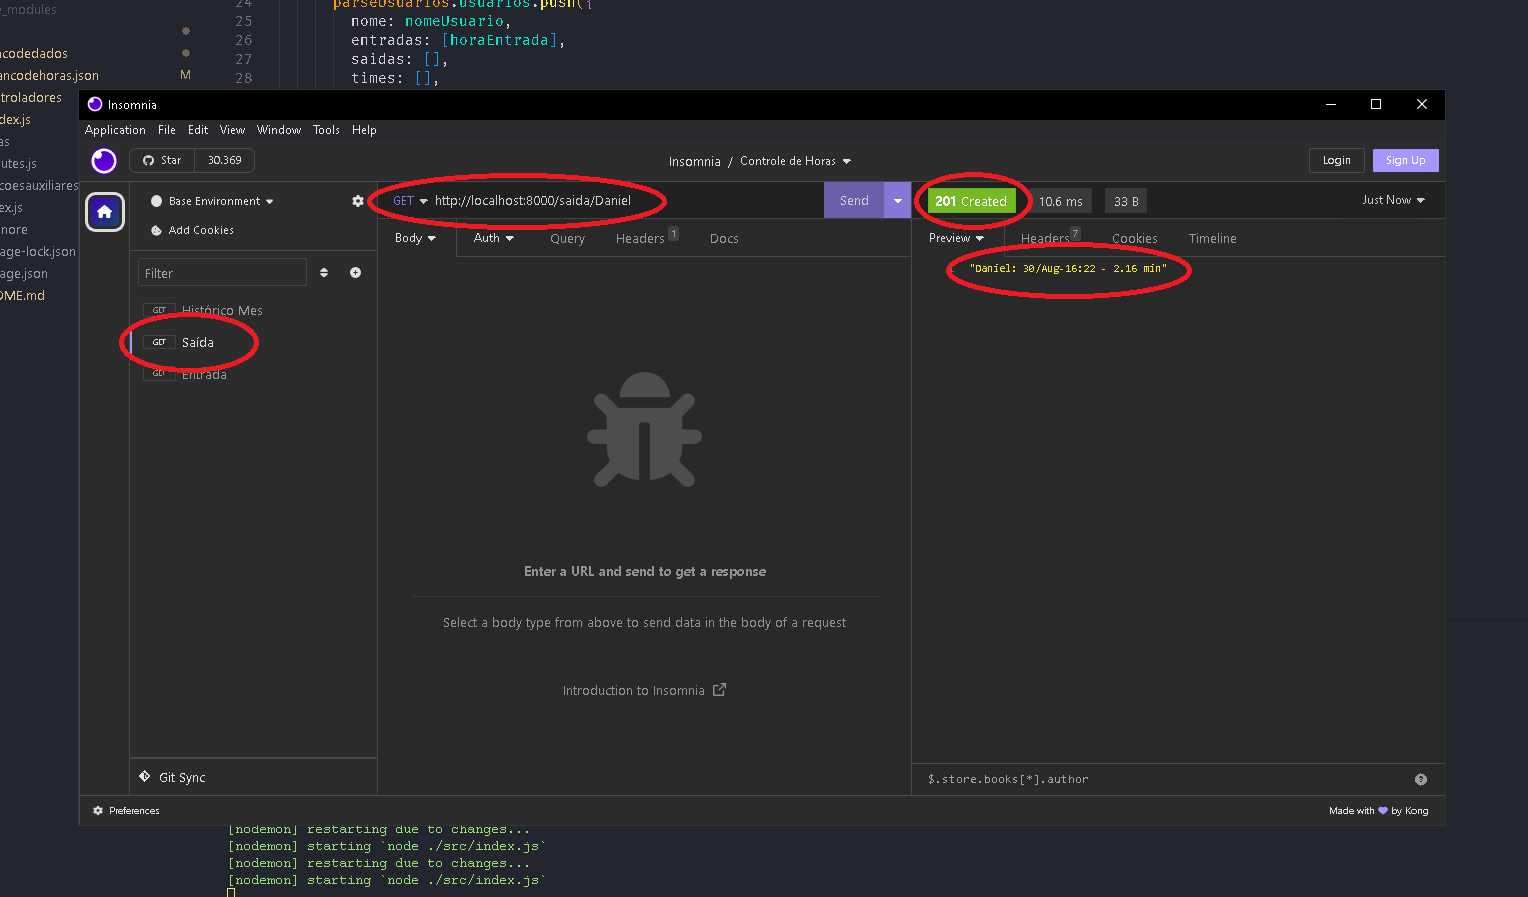 e_modules
ncodedados
ancodehoras.json M
troladores
dex.js
as
utes.js
coesauxiliares
ex.js
nore
age-lock.json
age.json
OME.md
24 parseUsuarios.usuarios.push({
25 nome: nomeUsuario,
26 entradas: [horaEntrada],
27 saidas: [],
28 times: [],
Insomnia
Application File Edit View Window Tools Help
Star 30.369
Insomnia / Controle de Horas
Login Sign Up
Base Environment
Add Cookies
Filter
GET Histórico Mes
GET Saída
GET Entrada
Git Sync
GET http://localhost:8000/saida/Daniel Send
Body Auth Query Headers 1 Docs
Enter a URL and send to get a response
Select a body type from above to send data in the body of a request
Introduction to Insomnia
201 Created 10.6 ms 33 B Just Now
Preview Headers 7 Cookies Timeline
"Daniel: 30/Aug-16:22 - 2.16 min"
$.store.books[*].author
Preferences
Made with by Kong
[nodemon] restarting due to changes...
[nodemon] starting `node ./src/index.js`
[nodemon] restarting due to changes...
[nodemon] starting `node ./src/index.js`